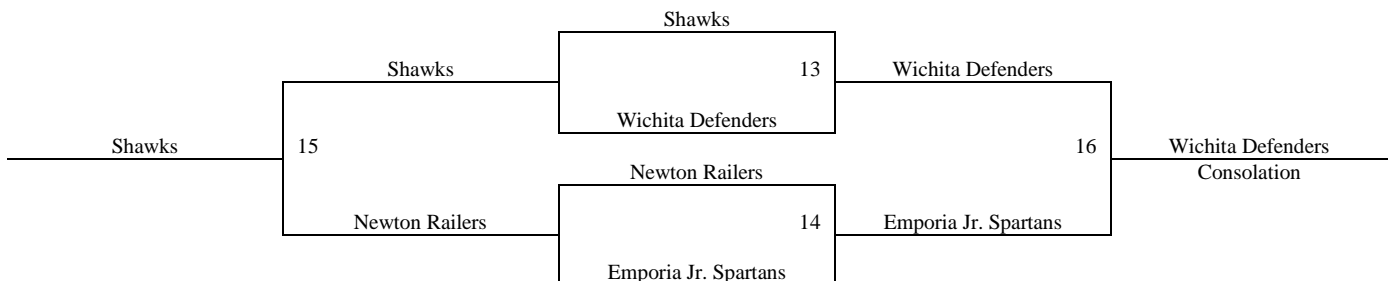 Shawks
Shawks 13 Wichita Defenders
Wichita Defenders
Shawks 15 16 Wichita Defenders
Newton Railers Consolation
Newton Railers 14 Emporia Jr. Spartans
Emporia Jr. Spartans